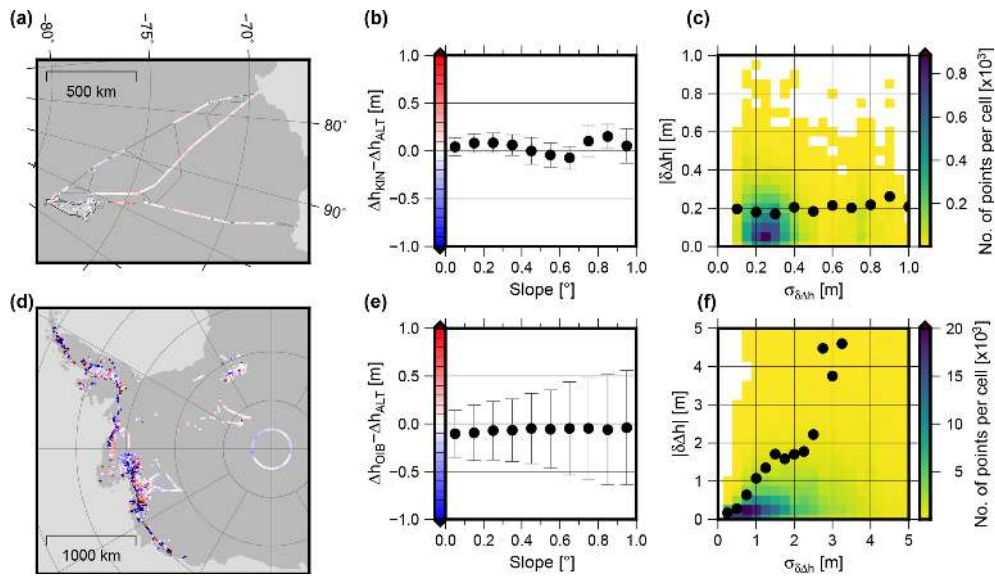 (a)
-80°
-75°
-70°
500 km
80°
90°
(b)
1.0
0.5
0.0
−0.5
−1.0
ΔhKIN−ΔhALT [m]
0.0 0.2 0.4 0.6 0.8 1.0
Slope [°]
(c)
1.0
0.8
0.6
0.4
0.2
0.0
|δΔh| [m]
0.0 0.2 0.4 0.6 0.8 1.0
σδΔh [m]
0.8
0.6
0.4
0.2
No. of points per cell [x10³]
(d)
1000 km
(e)
1.0
0.5
0.0
−0.5
−1.0
ΔhOIB−ΔhALT [m]
0.0 0.2 0.4 0.6 0.8 1.0
Slope [°]
(f)
5
4
3
2
1
0
|δΔh| [m]
0 1 2 3 4 5
σδΔh [m]
20
15
10
5
No. of points per cell [x10³]